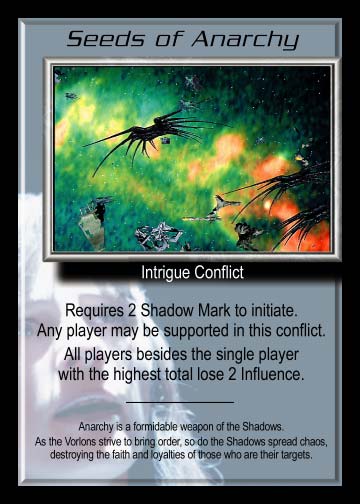 Seeds of Anarchy
Intrigue Conflict
Requires 2 Shadow Mark to initiate.
Any player may be supported in this conflict.
All players besides the single player
with the highest total lose 2 Influence.
Anarchy is a formidable weapon of the Shadows.
As the Vorlons strive to bring order, so do the Shadows spread chaos,
destroying the faith and loyalties of those who are their targets.